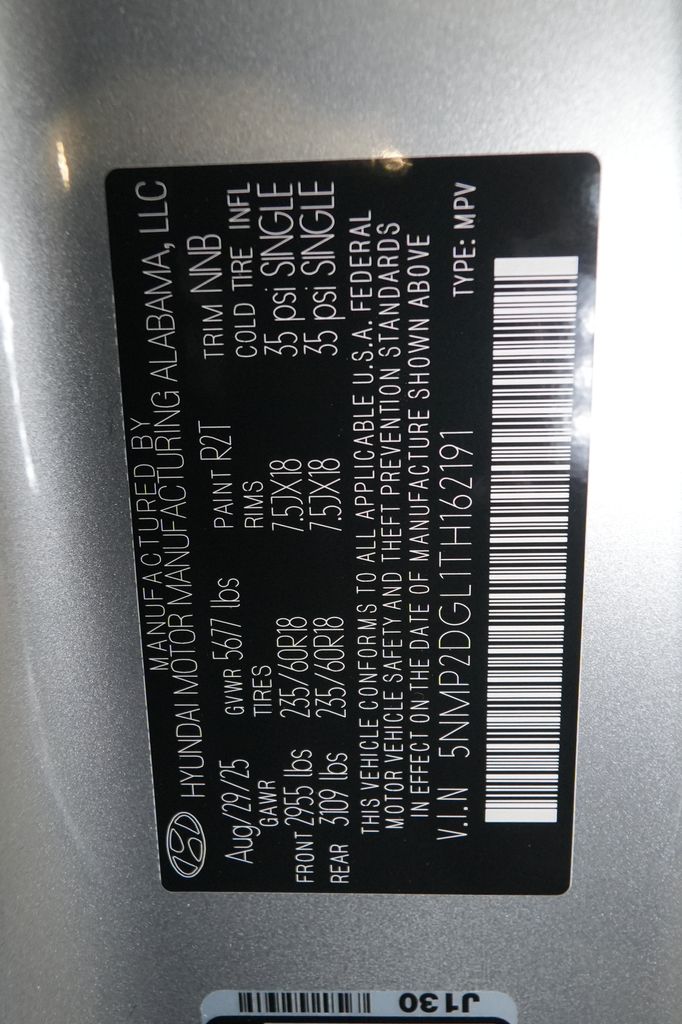 MANUFACTURED BY
HYUNDAI MOTOR MANUFACTURING ALABAMA, LLC
Aug/29/25 GVWR 5677 lbs PAINT R2T TRIM NNB
GAWR TIRES RIMS COLD TIRE INFL
FRONT 2955 lbs 235/60R18 7.5JX18 35 psi SINGLE
REAR 3109 lbs 235/60R18 7.5JX18 35 psi SINGLE
THIS VEHICLE CONFORMS TO ALL APPLICABLE U.S.A. FEDERAL
MOTOR VEHICLE SAFETY AND THEFT PREVENTION STANDARDS
IN EFFECT ON THE DATE OF MANUFACTURE SHOWN ABOVE
V.I.N 5NMP2DGL1TH162191 TYPE: MPV
J130